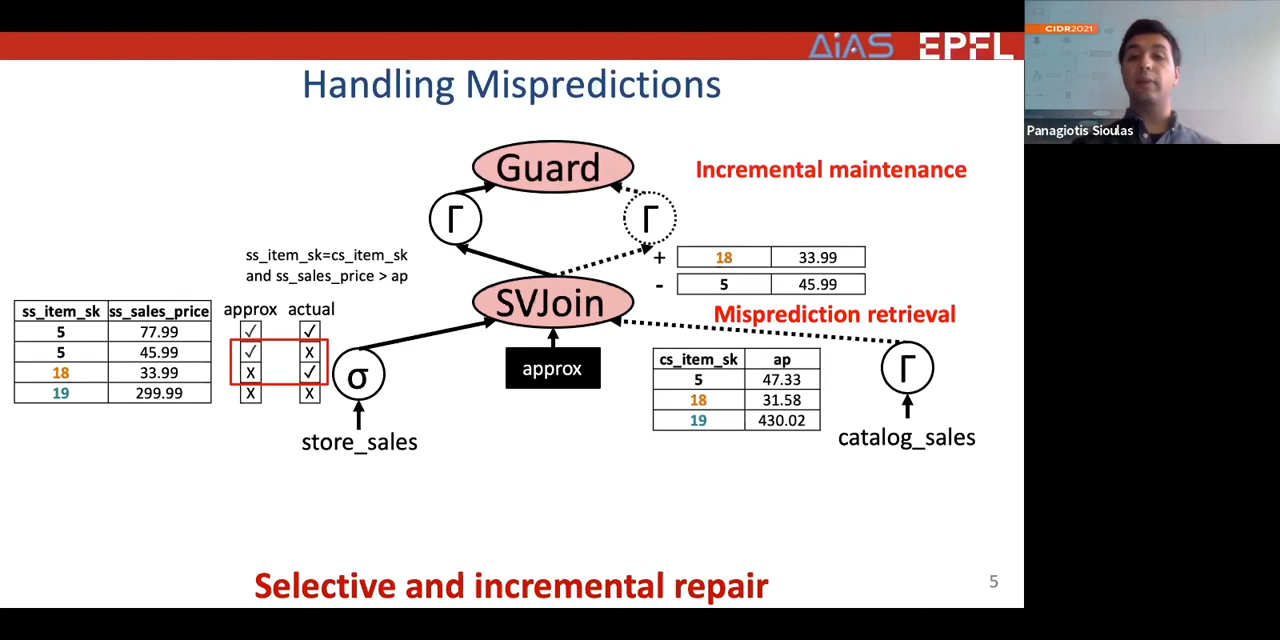 AiAS EPFL
CIDR2021
Panagiotis Sioulas
Handling Mispredictions
Guard
Incremental maintenance
Γ Γ
ss_item_sk=cs_item_sk
and ss_sales_price > ap
+ 18 33.99
- 5 45.99
SVJoin
Misprediction retrieval
ss_item_sk ss_sales_price approx actual
5 77.99 ✓ ✓
5 45.99 ✓ X
18 33.99 X ✓
19 299.99 X X
σ
approx
cs_item_sk ap
5 47.33
18 31.58
19 430.02
Γ
store_sales
catalog_sales
Selective and incremental repair
5